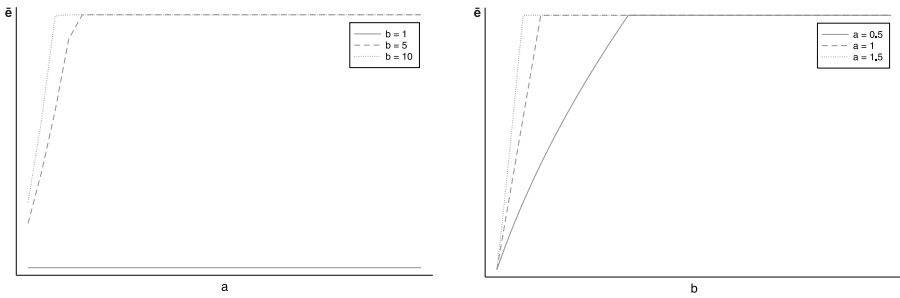 ē
b = 1
b = 5
b = 10
a
ē
a = 0.5
a = 1
a = 1.5
b